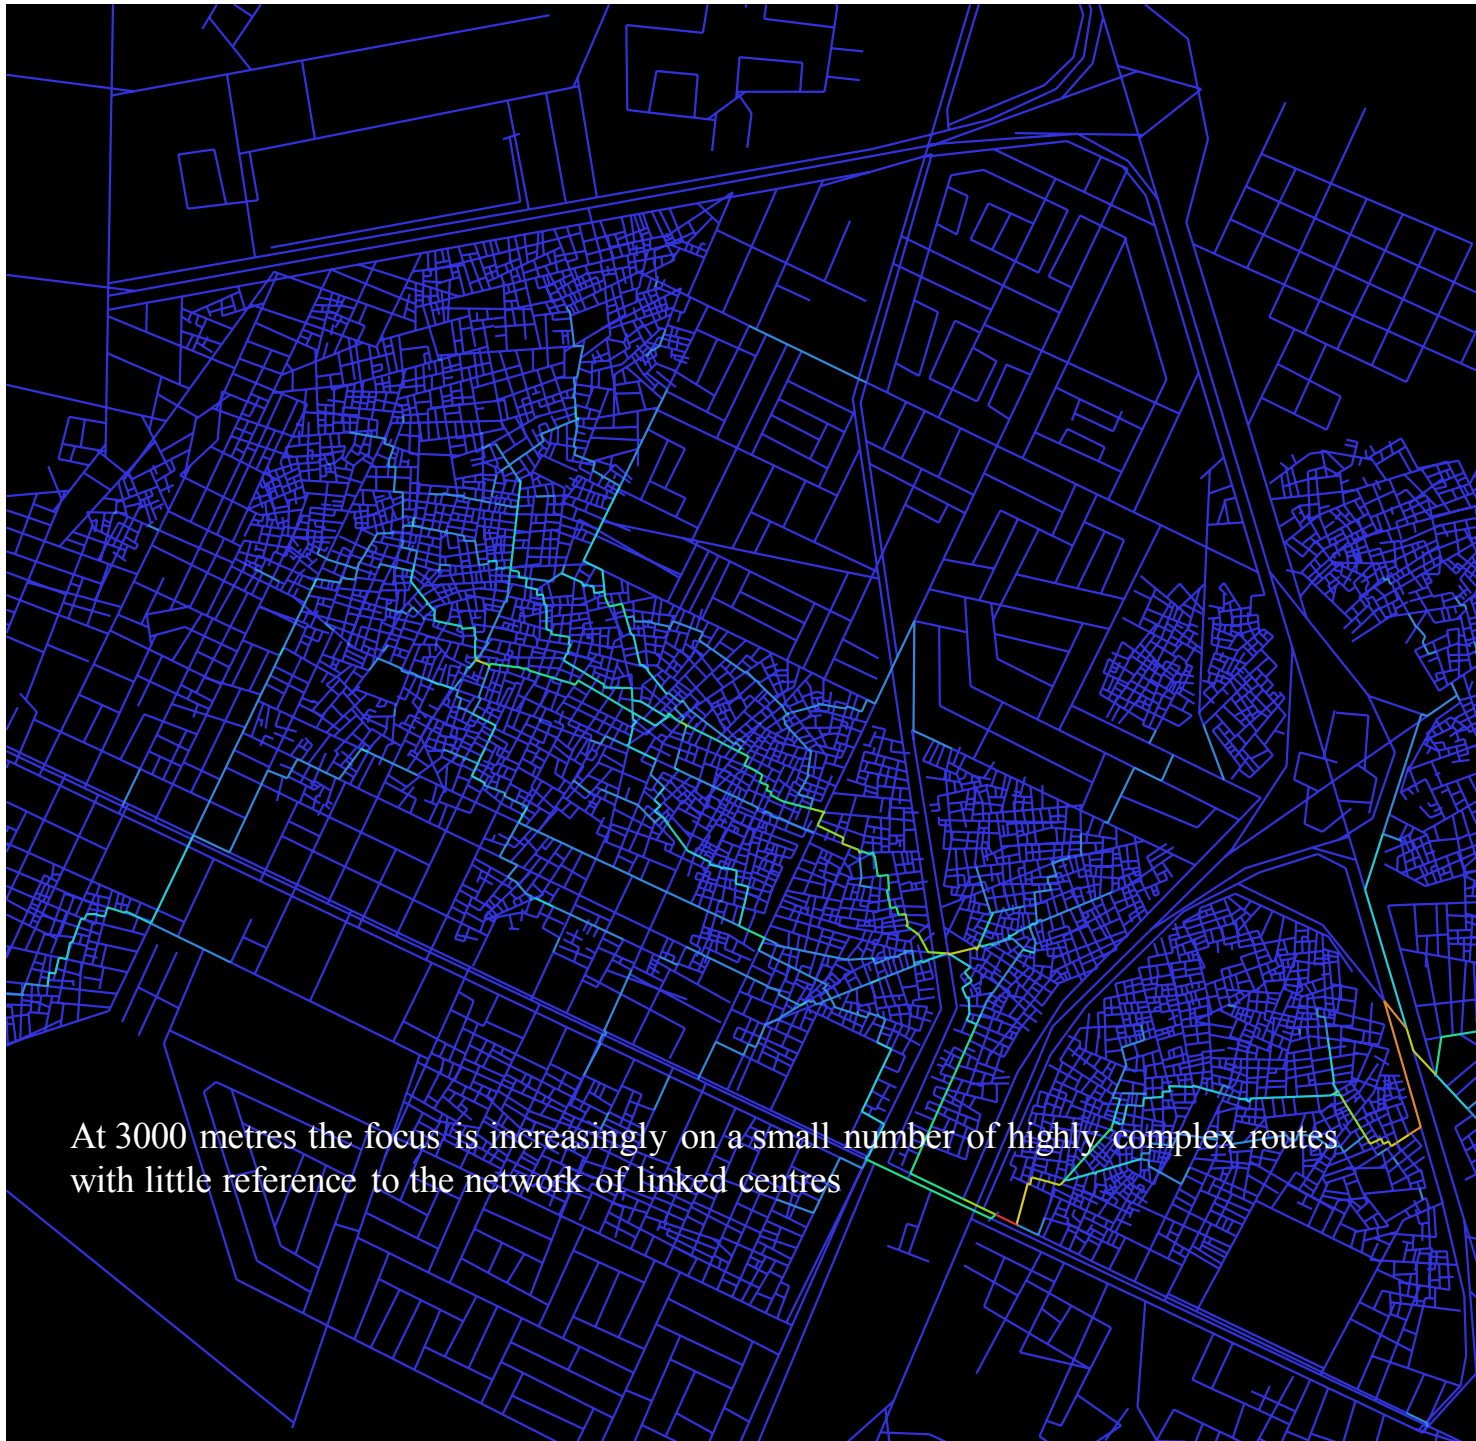 At 3000 metres the focus is increasingly on a small number of highly complex routes
with little reference to the network of linked centres